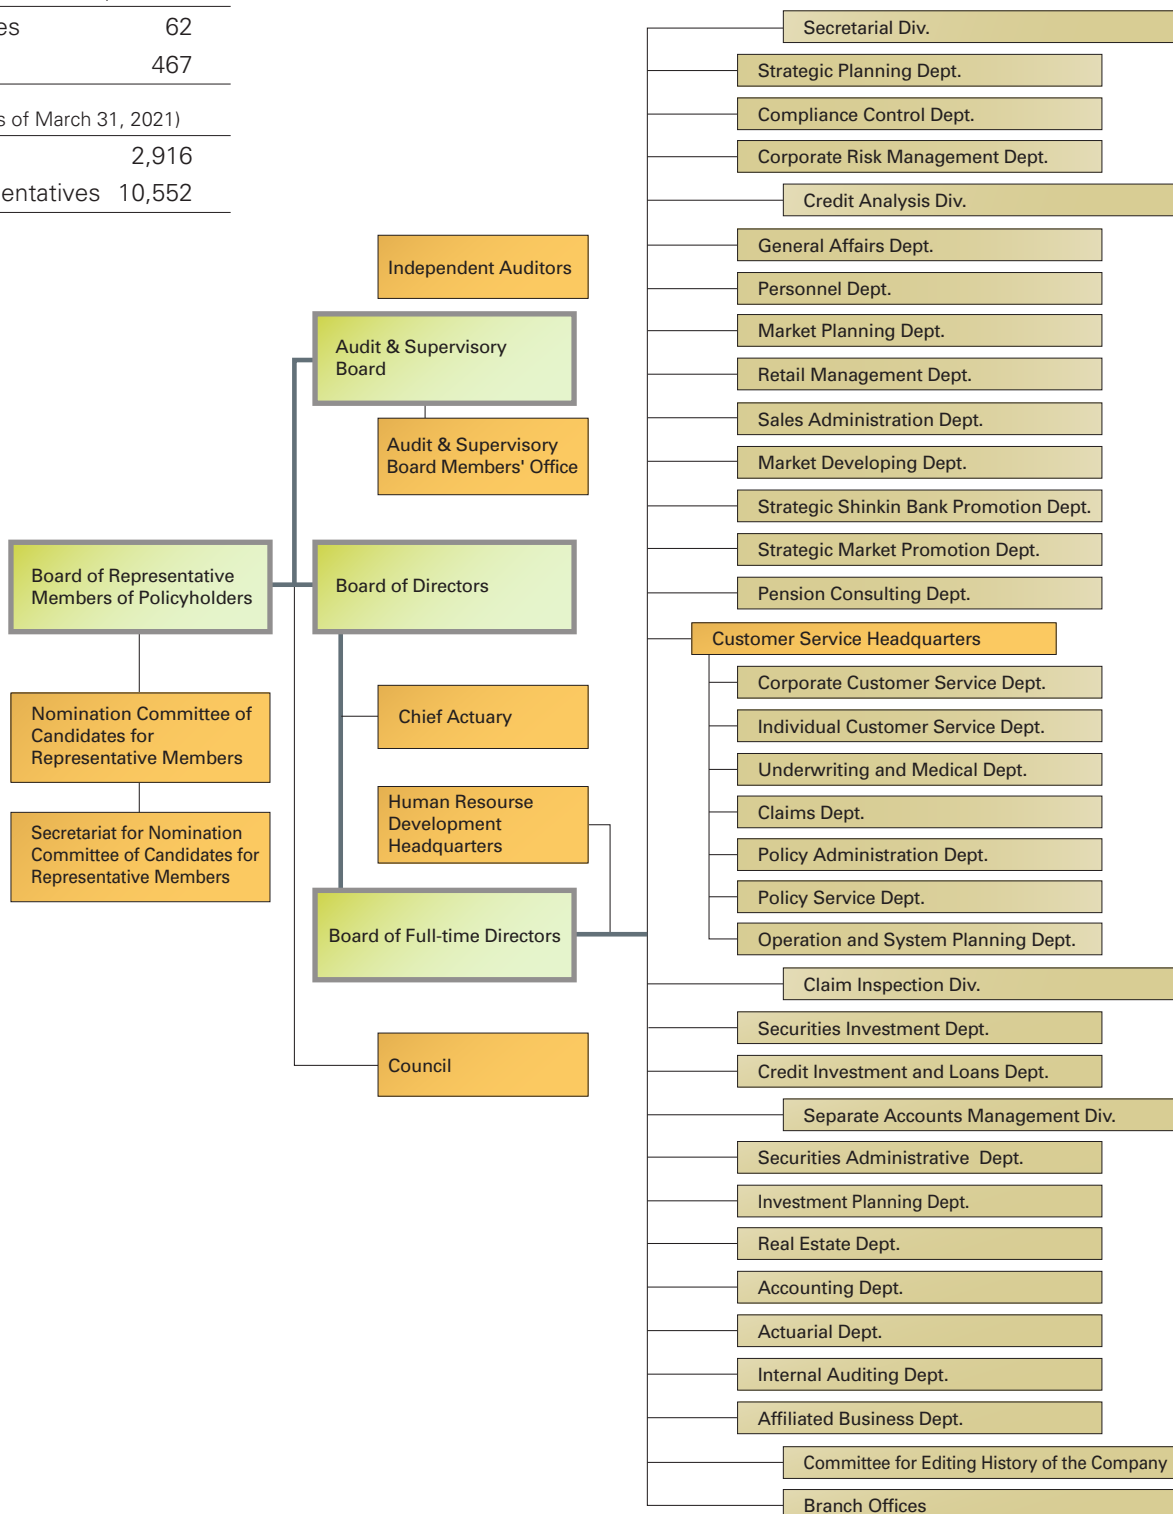 62
467
of March 31, 2021)
2,916
10,552
Independent Auditors
Audit & Supervisory
Board
Audit & Supervisory
Board Members' Office
Board of Representative
Members of Policyholders
Board of Directors
Nomination Committee of
Candidates for
Representative Members
Chief Actuary
Secretariat for Nomination
Committee of Candidates for
Representative Members
Human Resourse
Development
Headquarters
Board of Full-time Directors
Council
Secretarial Div.
Strategic Planning Dept.
Compliance Control Dept.
Corporate Risk Management Dept.
Credit Analysis Div.
General Affairs Dept.
Personnel Dept.
Market Planning Dept.
Retail Management Dept.
Sales Administration Dept.
Market Developing Dept.
Strategic Shinkin Bank Promotion Dept.
Strategic Market Promotion Dept.
Pension Consulting Dept.
Customer Service Headquarters
Corporate Customer Service Dept.
Individual Customer Service Dept.
Underwriting and Medical Dept.
Claims Dept.
Policy Administration Dept.
Policy Service Dept.
Operation and System Planning Dept.
Claim Inspection Div.
Securities Investment Dept.
Credit Investment and Loans Dept.
Separate Accounts Management Div.
Securities Administrative Dept.
Investment Planning Dept.
Real Estate Dept.
Accounting Dept.
Actuarial Dept.
Internal Auditing Dept.
Affiliated Business Dept.
Committee for Editing History of the Company
Branch Offices